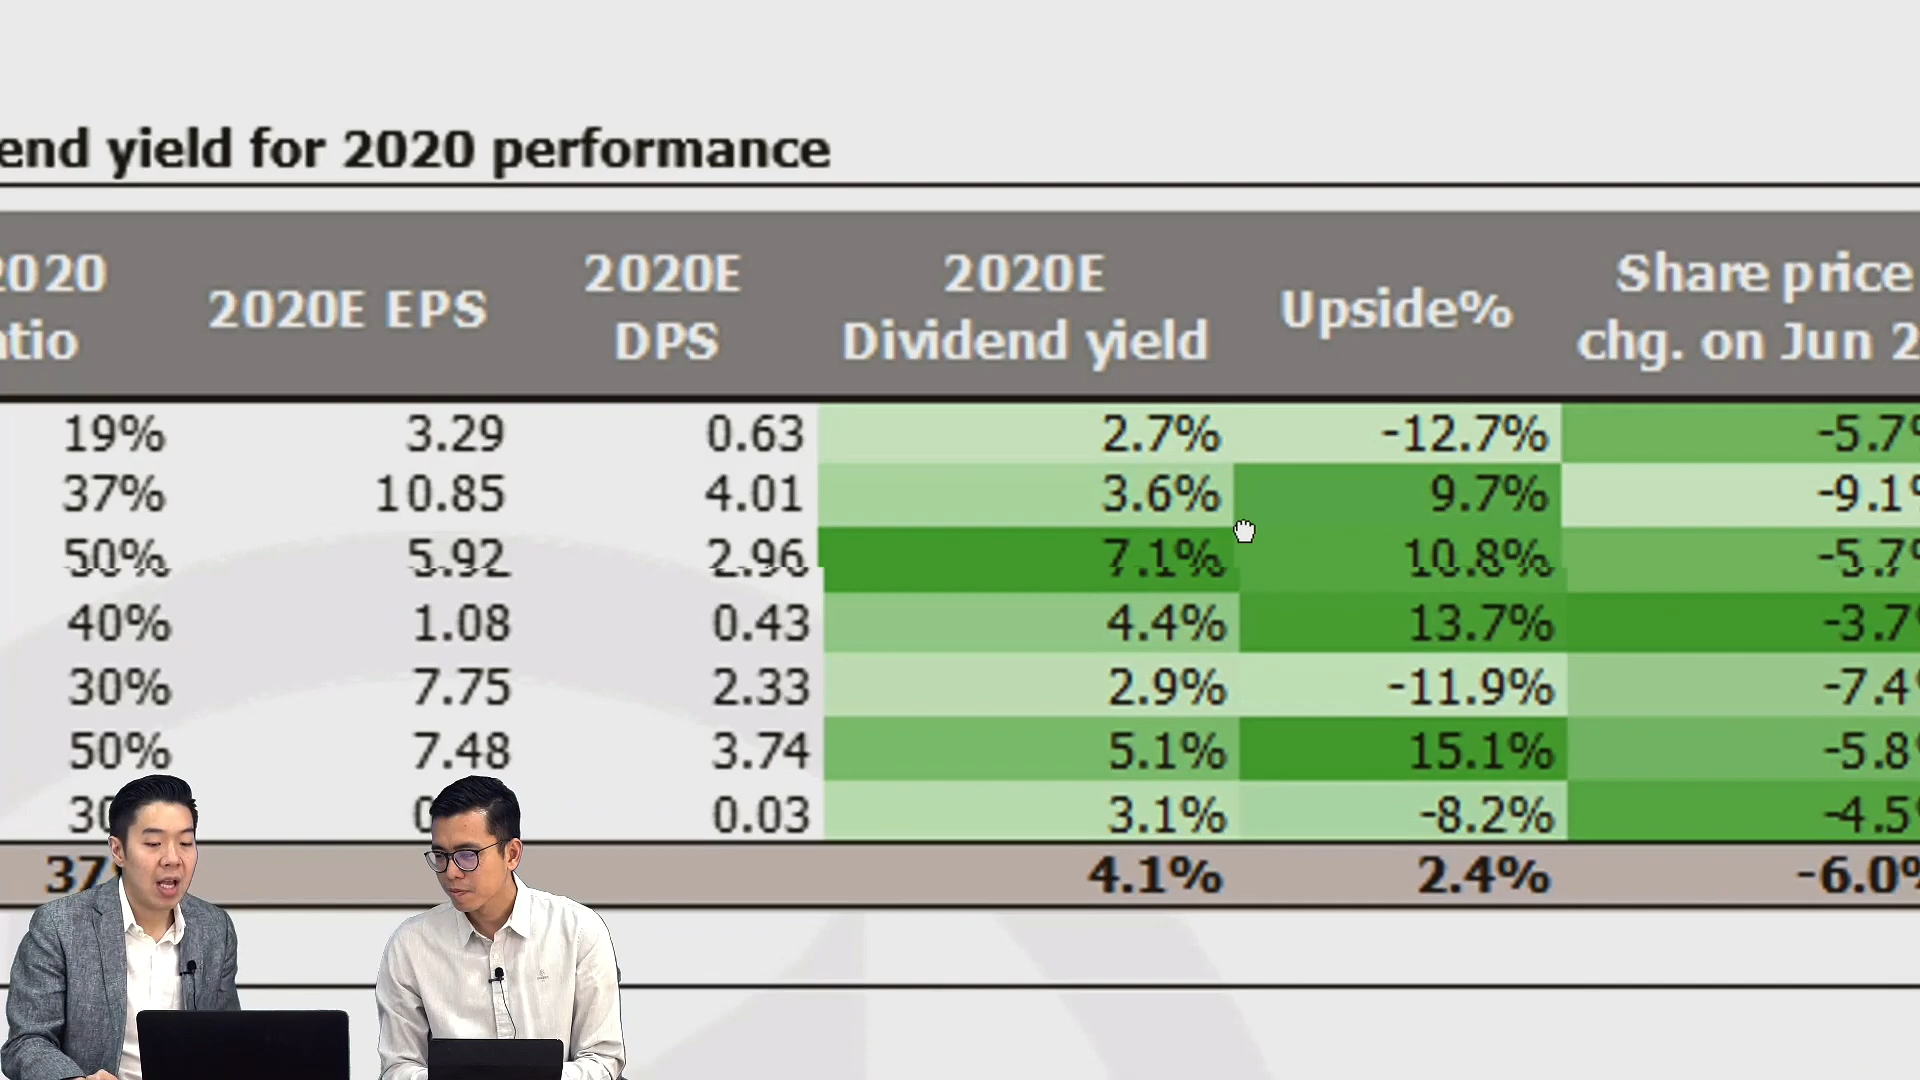 end yield for 2020 performance
2020 2020E EPS 2020E DPS 2020E Dividend yield Upside% Share price chg. on Jun 2
19% 3.29 0.63 2.7% -12.7% -5.7%
37% 10.85 4.01 3.6% 9.7% -9.1%
50% 5.92 2.96 7.1% 10.8% -5.7%
40% 1.08 0.43 4.4% 13.7% -3.7%
30% 7.75 2.33 2.9% -11.9% -7.4
50% 7.48 3.74 5.1% 15.1% -5.8
30 0 0.03 3.1% -8.2% -4.5
37 4.1% 2.4% -6.0%